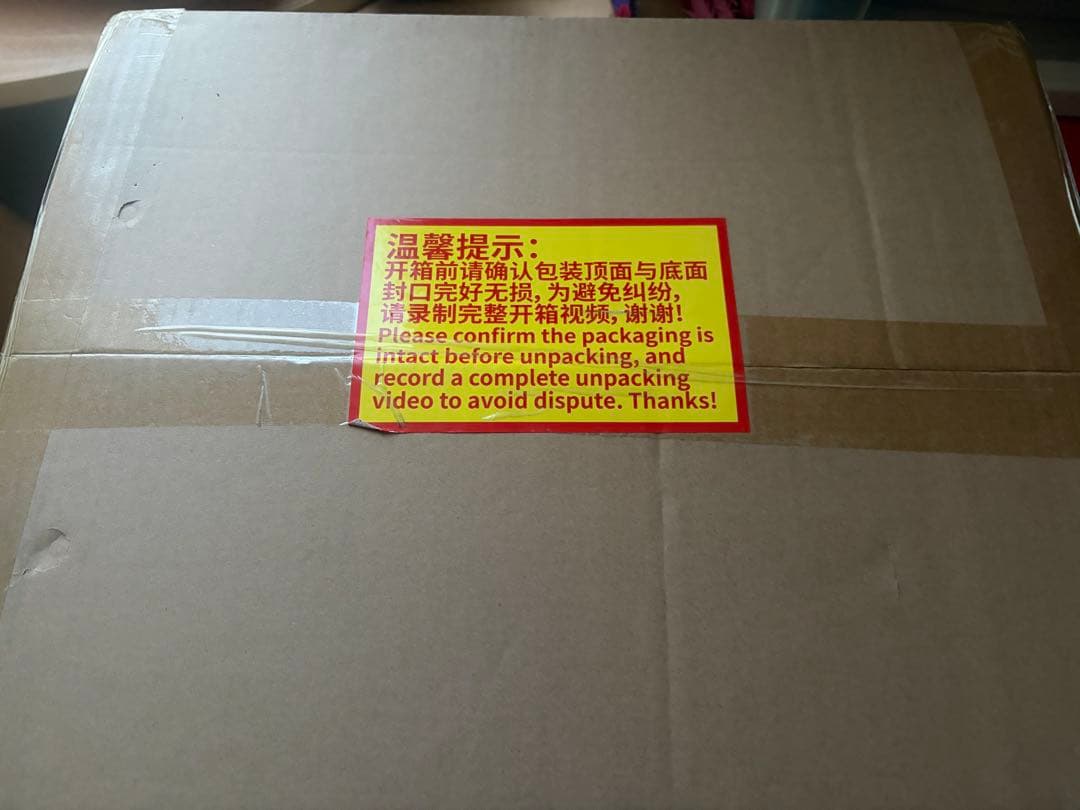 温馨提示：
开箱前请确认包装顶面与底面
封口完好无损, 为避免纠纷,
请录制完整开箱视频, 谢谢!
Please confirm the packaging is
intact before unpacking, and
record a complete unpacking
video to avoid dispute. Thanks!